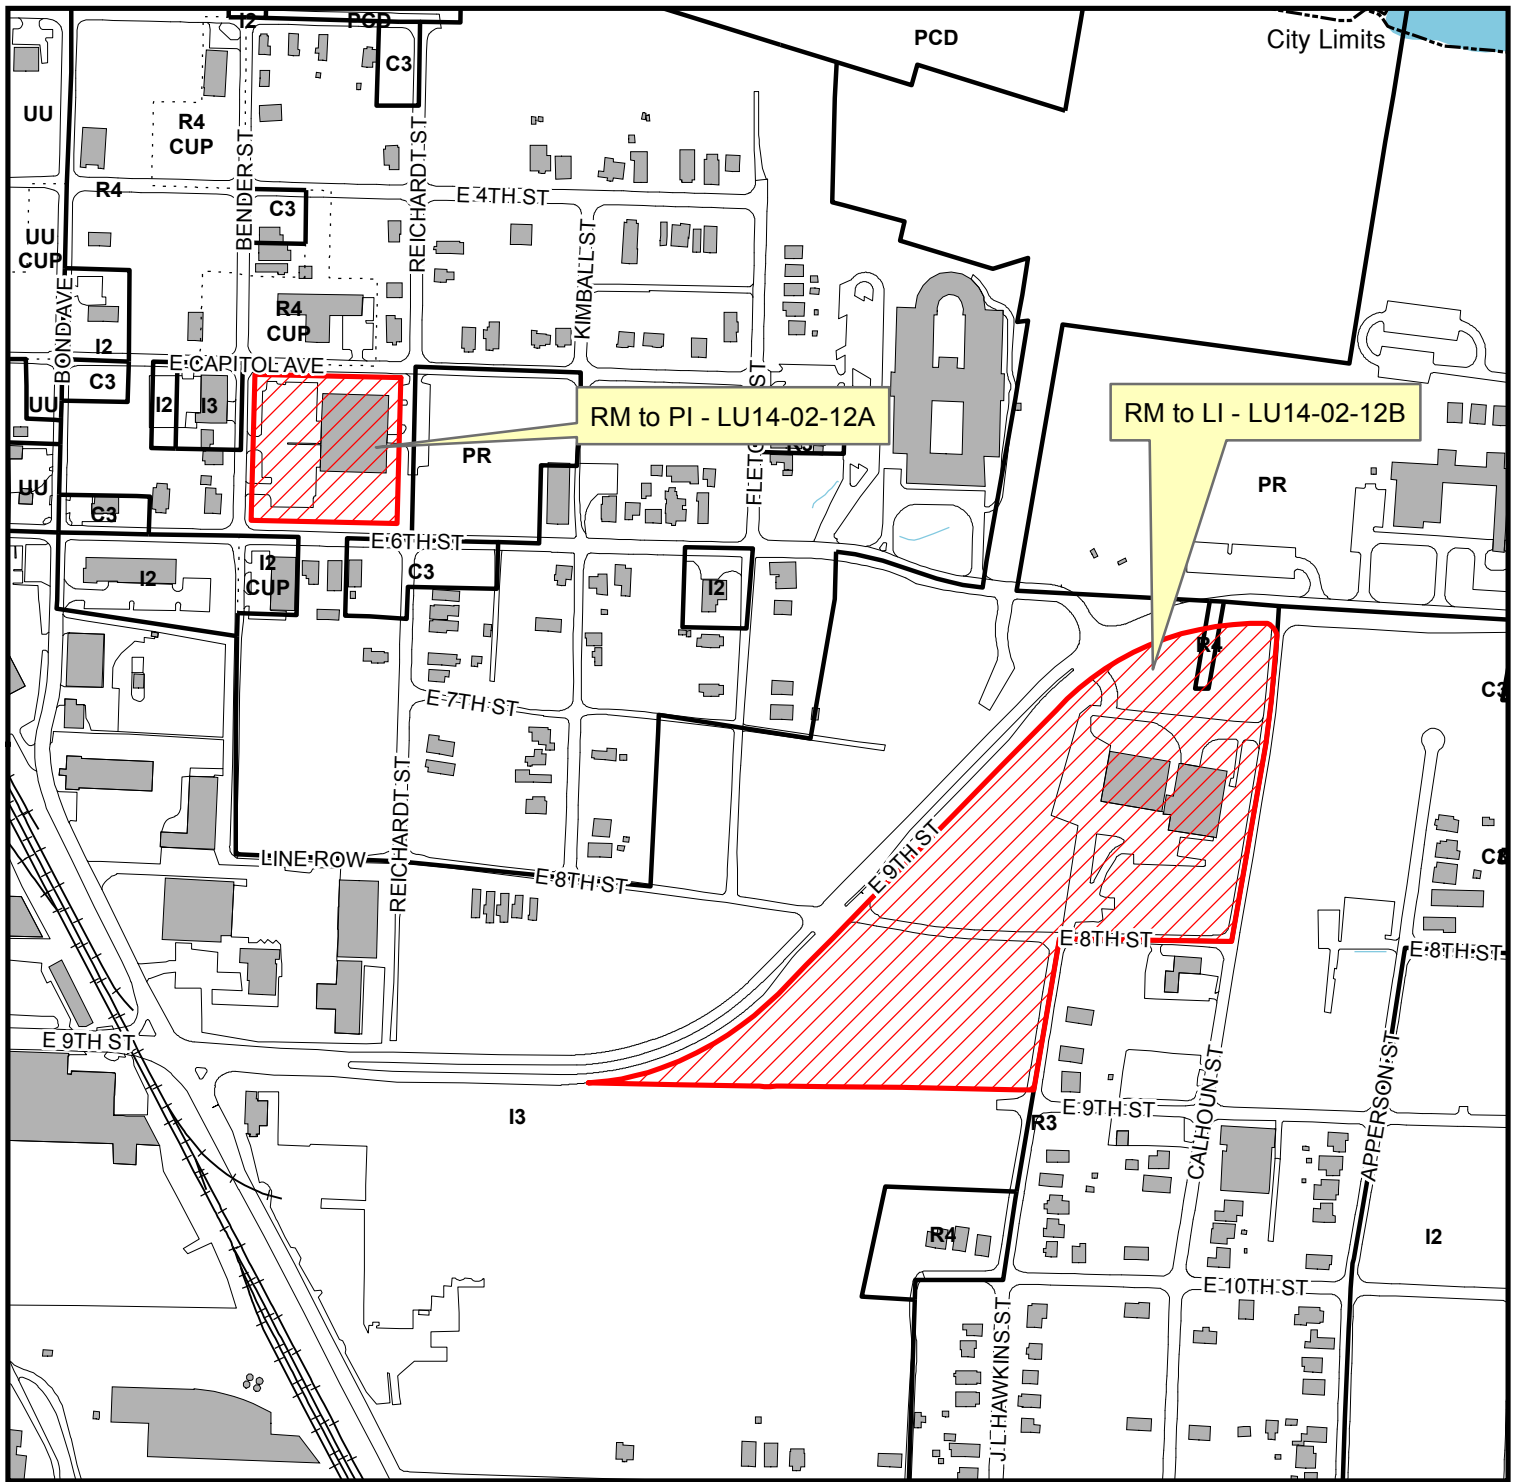 I2
PCD
PCD
City Limits
C3
UU
R4
CUP
BENDER ST
REICHARDT ST
R4
E 4TH ST
C3
UU
CUP
KIMBALL ST
BOND AVE
R4
CUP
I2
E CAPITOL AVE
C3
UU
I2
I3
FLETC
ST
RM to PI - LU14-02-12A
RM to LI - LU14-02-12B
R3
PR
PR
UU
C3
E 6TH ST
I2
CUP
C3
I2
I2
R4
E 7TH ST
C3
REICHARDT ST
LINE ROW
E 8TH ST
E 9TH ST
E 8TH ST
E 8TH ST
E 9TH ST
I3
R3
E 9TH ST
CALHOUN ST
APPERSON ST
R4
I2
E 10TH ST
J.L.HAWKINS ST